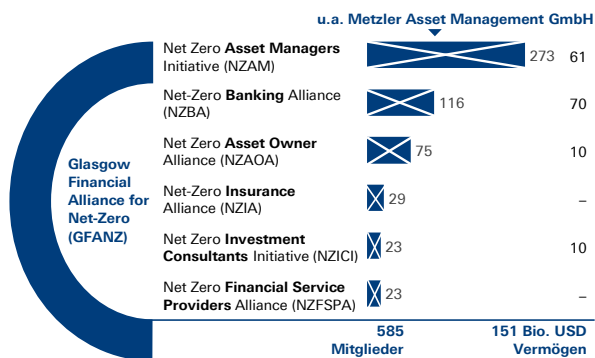 u.a. Metzler Asset Management GmbH
Net Zero Asset Managers
Initiative (NZAM)
273 61
Net-Zero Banking Alliance
(NZBA)
116 70
Net Zero Asset Owner
Alliance (NZAOA)
75 10
Glasgow
Financial
Alliance for
Net-Zero
(GFANZ)
Net-Zero Insurance
Alliance (NZIA)
29 –
Net Zero Investment
Consultants Initiative (NZICI)
23 10
Net Zero Financial Service
Providers Alliance (NZFSPA)
23 –
585 151 Bio. USD
Mitglieder Vermögen